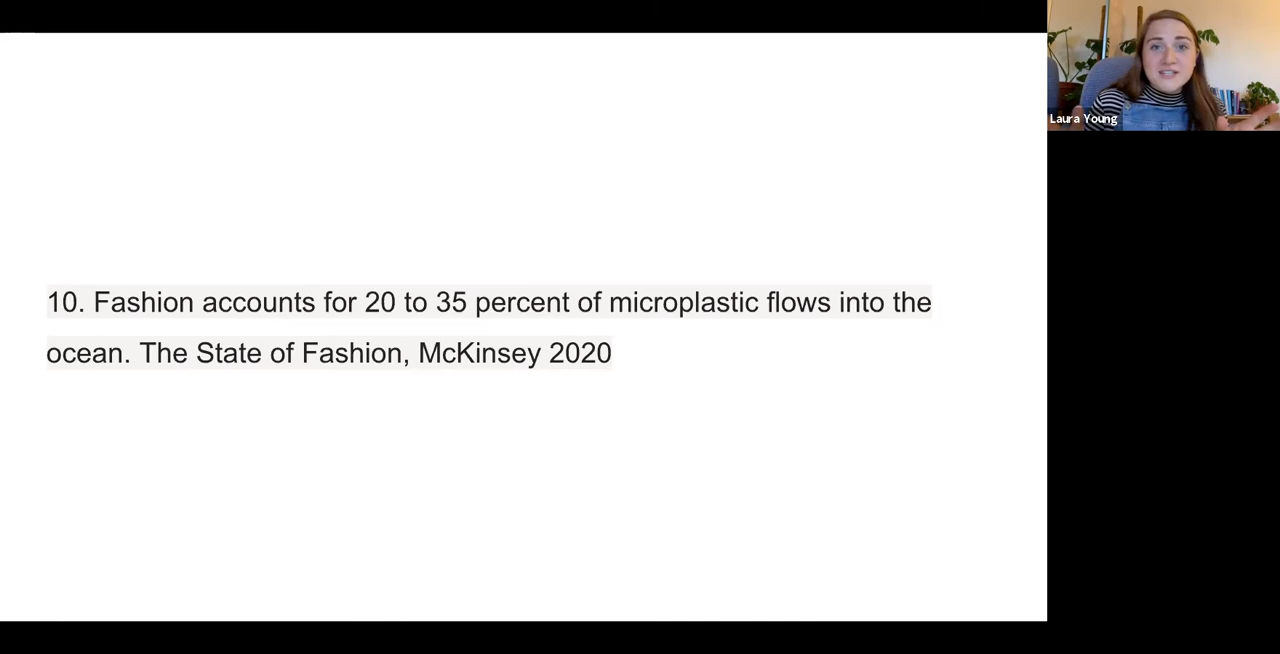 10. Fashion accounts for 20 to 35 percent of microplastic flows into the
ocean. The State of Fashion, McKinsey 2020
Laura Young